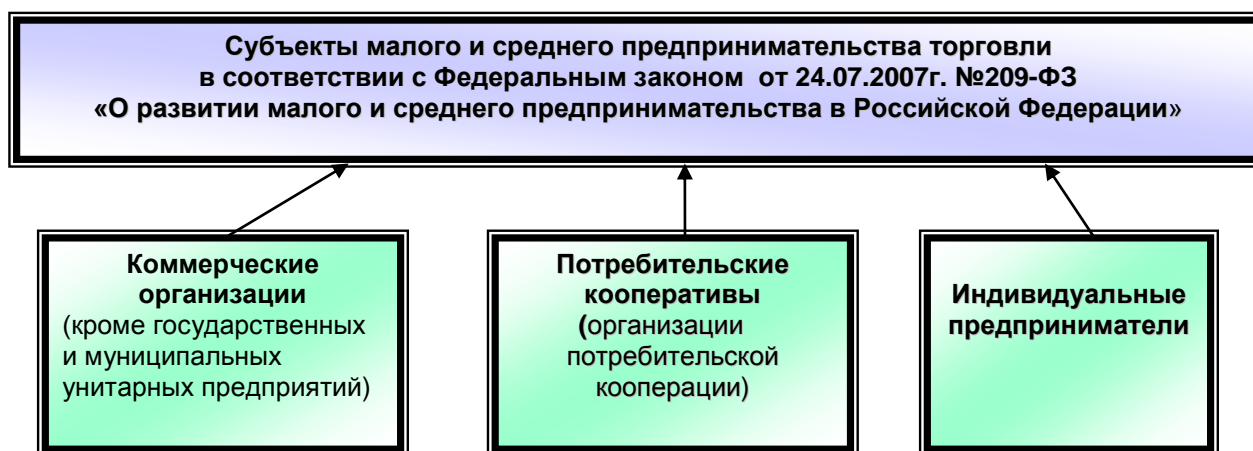 Субъекты малого и среднего предпринимательства торговли
в соответствии с Федеральным законом от 24.07.2007г. №209-ФЗ
«О развитии малого и среднего предпринимательства в Российской Федерации»
Коммерческие
организации
(кроме государственных
и муниципальных
унитарных предприятий)
Потребительские
кооперативы
(организации
потребительской
кооперации)
Индивидуальные
предприниматели